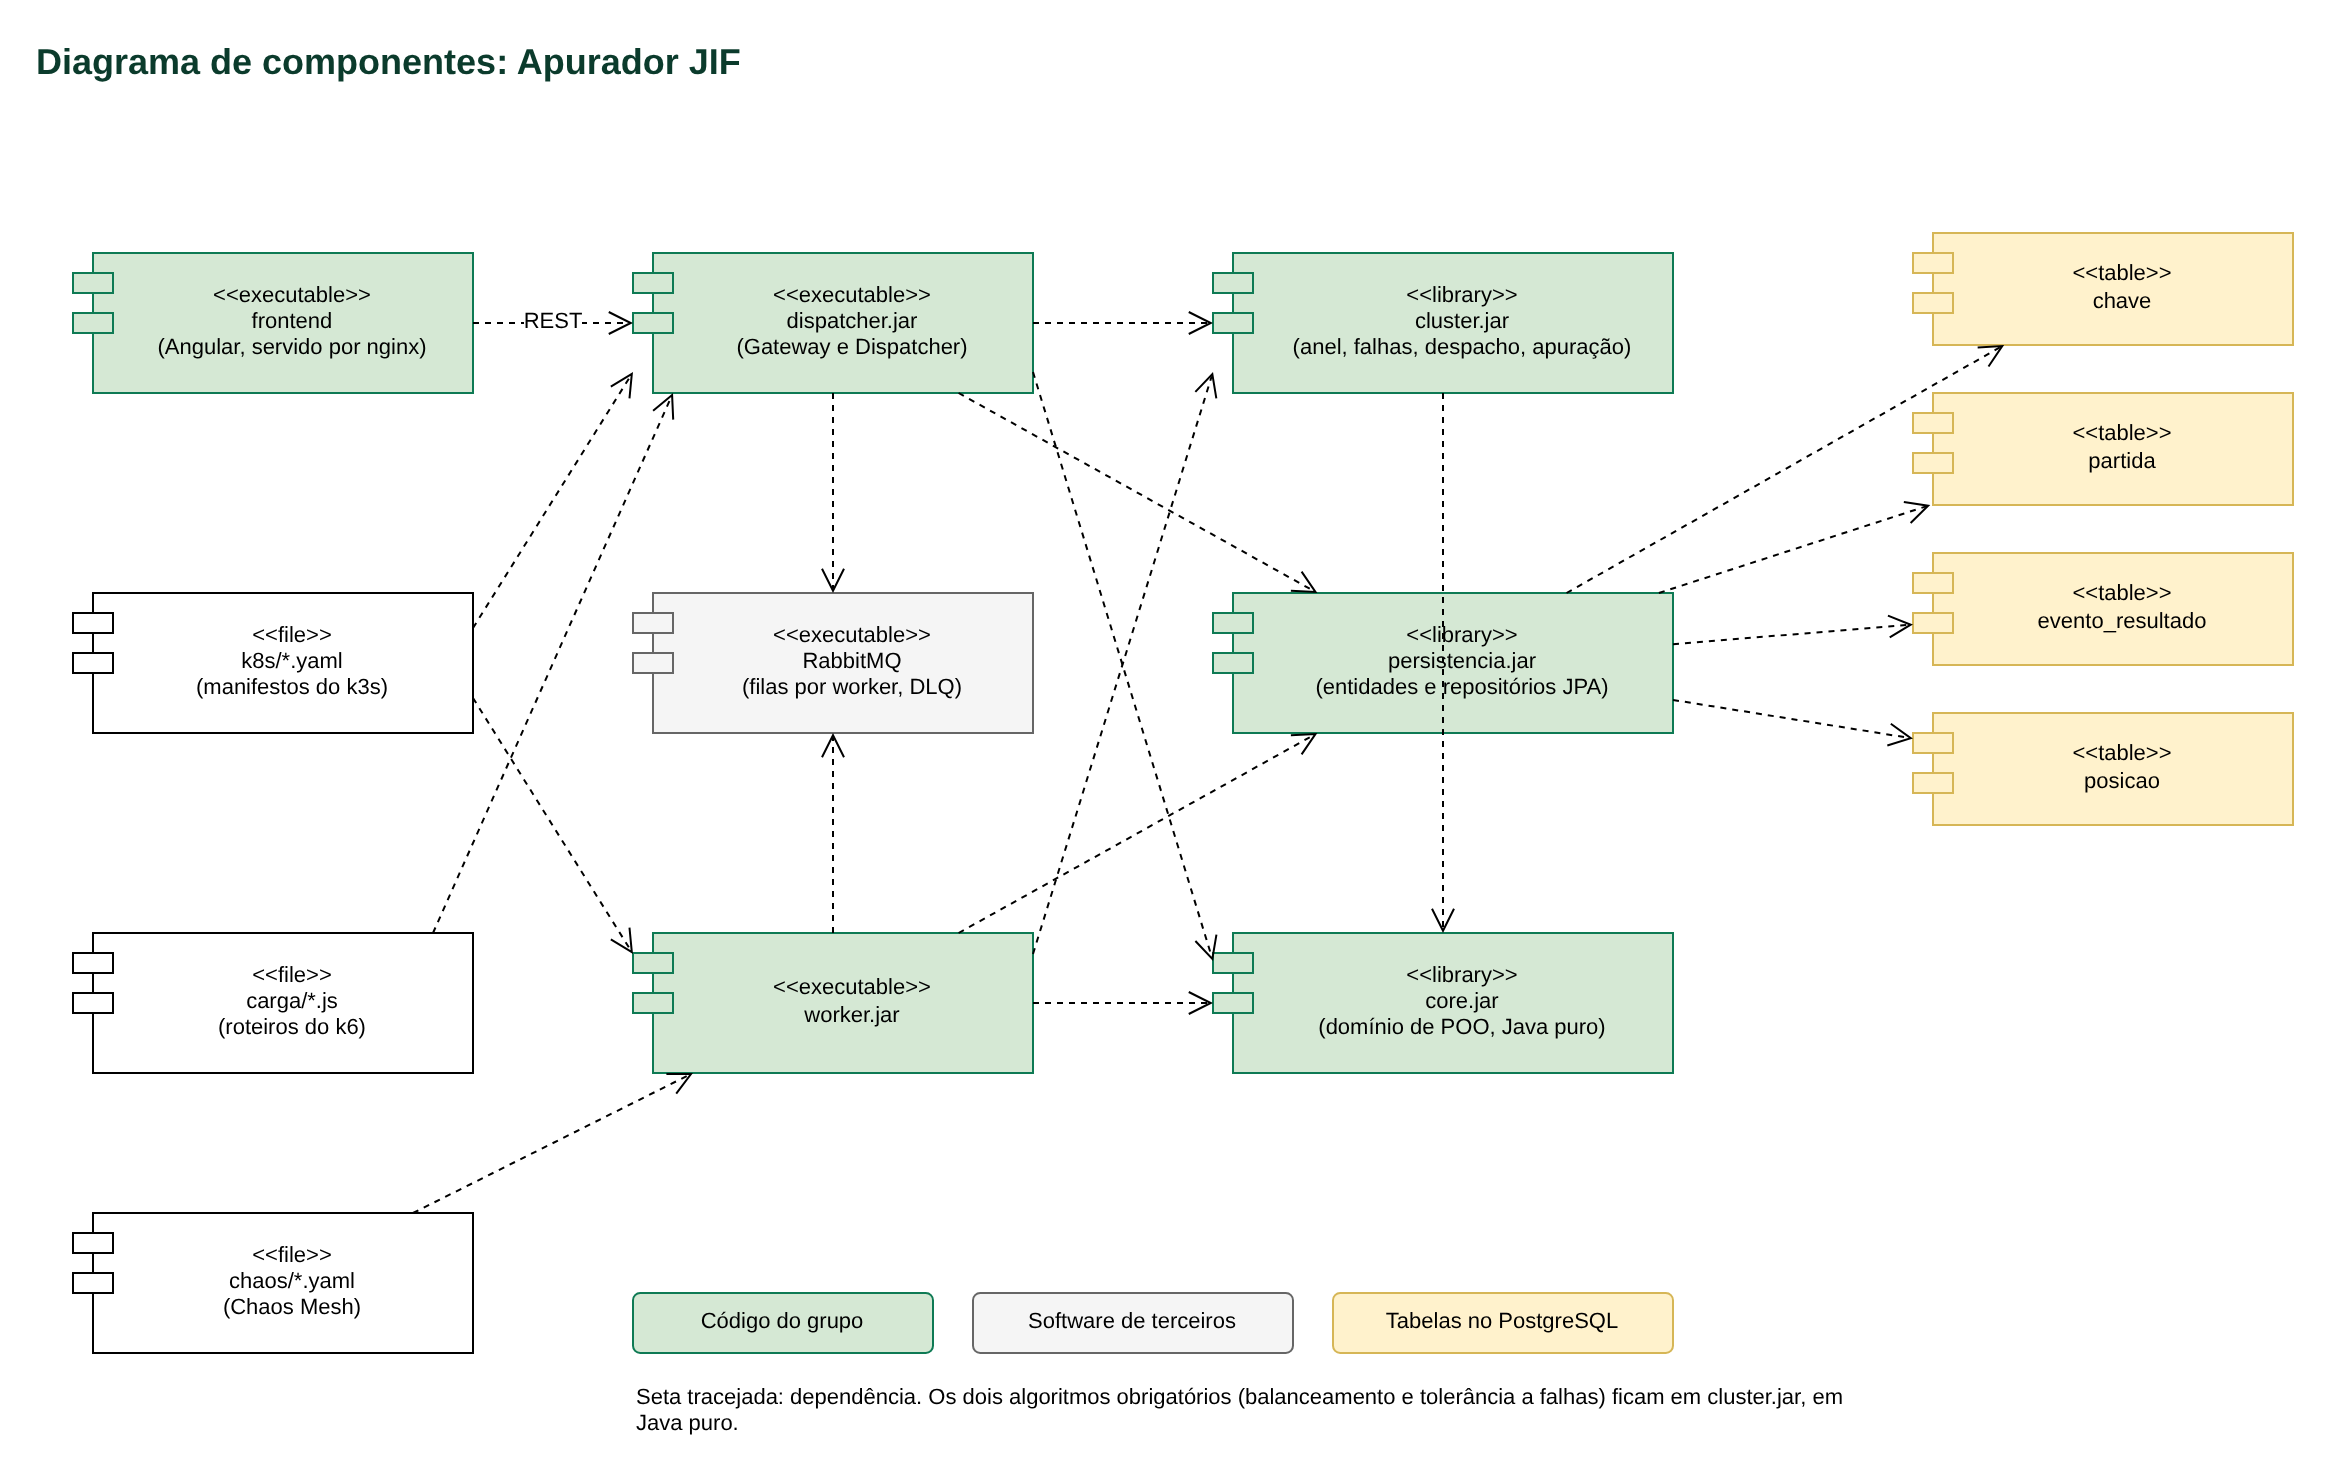 Diagrama de componentes: Apurador JIF
<<executable>>
frontend
(Angular, servido por nginx)
REST
<<executable>>
dispatcher.jar
(Gateway e Dispatcher)
<<library>>
cluster.jar
(anel, falhas, despacho, apuração)
<<table>>
chave
<<table>>
partida
<<file>>
k8s/*.yaml
(manifestos do k3s)
<<executable>>
RabbitMQ
(filas por worker, DLQ)
<<library>>
persistencia.jar
(entidades e repositórios JPA)
<<table>>
evento_resultado
<<table>>
posicao
<<file>>
carga/*.js
(roteiros do k6)
<<executable>>
worker.jar
<<library>>
core.jar
(domínio de POO, Java puro)
<<file>>
chaos/*.yaml
(Chaos Mesh)
Código do grupo
Software de terceiros
Tabelas no PostgreSQL
Seta tracejada: dependência. Os dois algoritmos obrigatórios (balanceamento e tolerância a falhas) ficam em cluster.jar, em
Java puro.